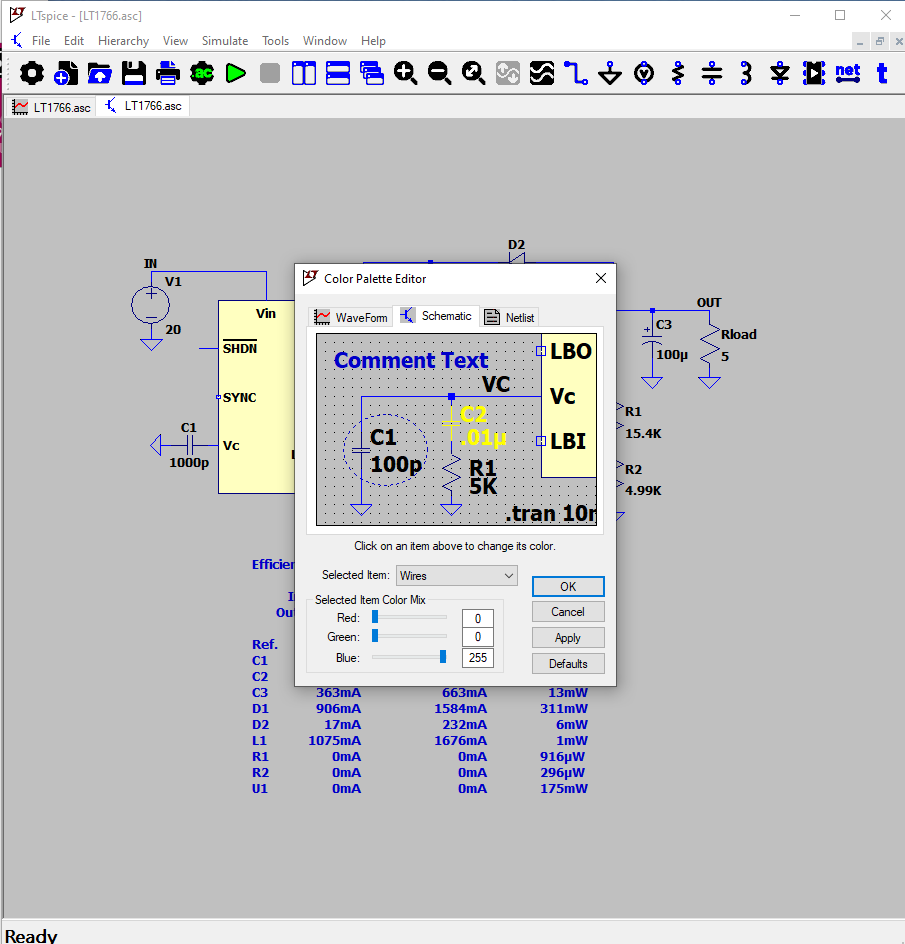 LTspice - [LT1766.asc]
File Edit Hierarchy View Simulate Tools Window Help
.ac
net
t
LT1766.asc
LT1766.asc
D2
IN
V1
20
Vin
SHDN
SYNC
Vc
C1
1000p
OUT
C3
100µ
Rload
5
R1
15.4K
R2
4.99K
Color Palette Editor
WaveForm Schematic Netlist
Comment Text
LBO
VC
Vc
C2
.01µ
C1
100p
LBI
R1
5K
.tran 10
Click on an item above to change its color.
Selected Item: Wires
OK
Selected Item Color Mix
Cancel
Red: 0
Green: 0
Apply
Blue: 255
Defaults
Efficien
Ou
Ref.
C1
C2
C3 363mA 663mA 13mW
D1 906mA 1584mA 311mW
D2 17mA 232mA 6mW
L1 1075mA 1676mA 1mW
R1 0mA 0mA 916µW
R2 0mA 0mA 296µW
U1 0mA 0mA 175mW
Ready